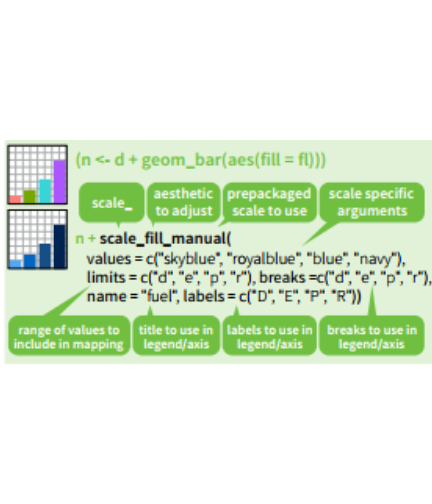 (n <- d + geom_bar(aes(fill = fl)))
scale_
aesthetic
to adjust
prepackaged
scale to use
scale specific
arguments
n + scale_fill_manual(
values = c("skyblue", "royalblue", "blue", "navy"),
limits = c("d", "e", "p", "r"), breaks =c("d", "e", "p", "r"),
name = "fuel", labels = c("D", "E", "P", "R"))
range of values to
include in mapping
title to use in
legend/axis
labels to use in
legend/axis
breaks to use in
legend/axis